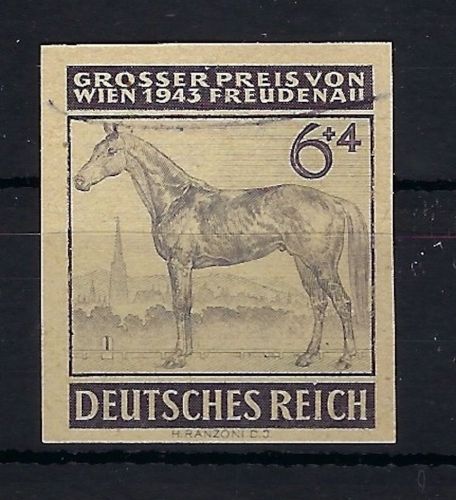 GROSSER PREIS VON
WIEN 1943 FREUDENAU
6+4
DEUTSCHES REICH
H. RANZONI D. J.